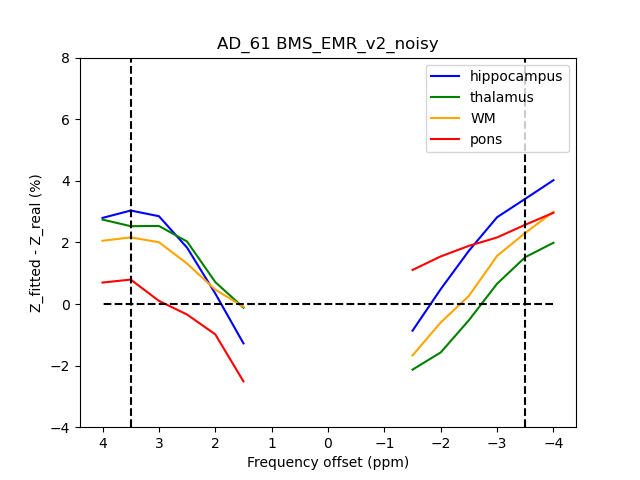 AD_61 BMS_EMR_v2_noisy
hippocampus
thalamus
WM
pons
Z_fitted - Z_real (%)
8
6
4
2
0
−2
−4
4 3 2 1 0 −1 −2 −3 −4
Frequency offset (ppm)